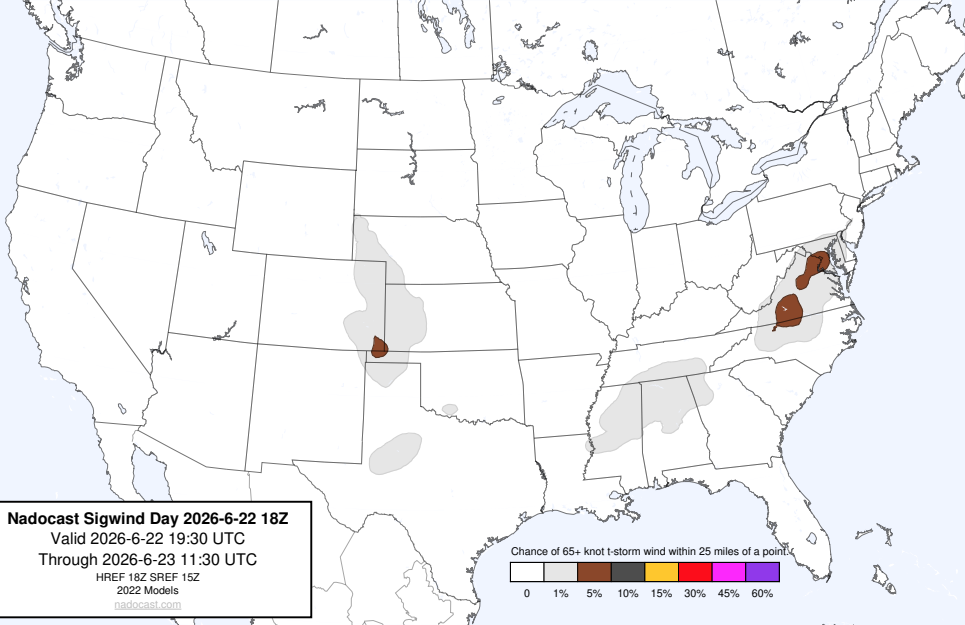 Nadocast Sigwind Day 2026-6-22 18Z
Valid 2026-6-22 19:30 UTC
Through 2026-6-23 11:30 UTC
HREF 18Z SREF 15Z
2022 Models
nadocast.com
Chance of 65+ knot t-storm wind within 25 miles of a point.
0 1% 5% 10% 15% 30% 45% 60%